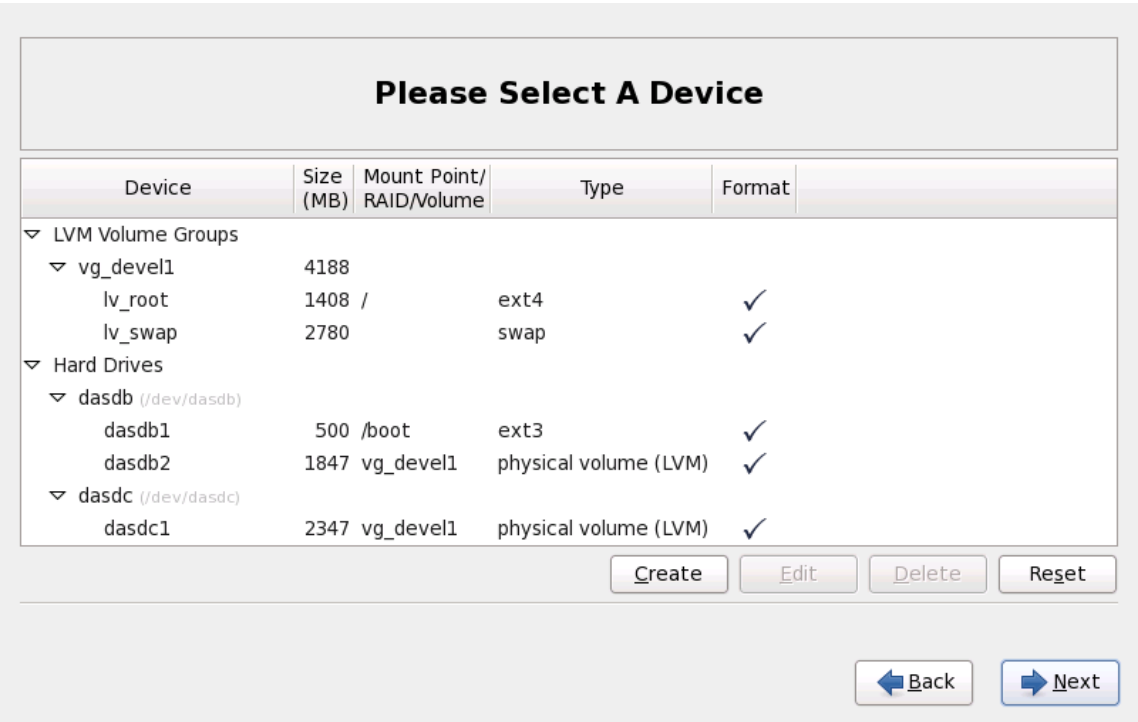 Please Select A Device
Device Size (MB) Mount Point/ RAID/Volume Type Format
LVM Volume Groups
vg_devel1 4188
lv_root 1408 / ext4
lv_swap 2780 swap
Hard Drives
dasdb (/dev/dasdb)
dasdb1 500 /boot ext3
dasdb2 1847 vg_devel1 physical volume (LVM)
dasdc (/dev/dasdc)
dasdc1 2347 vg_devel1 physical volume (LVM)
Create Edit Delete Reset
Back Next